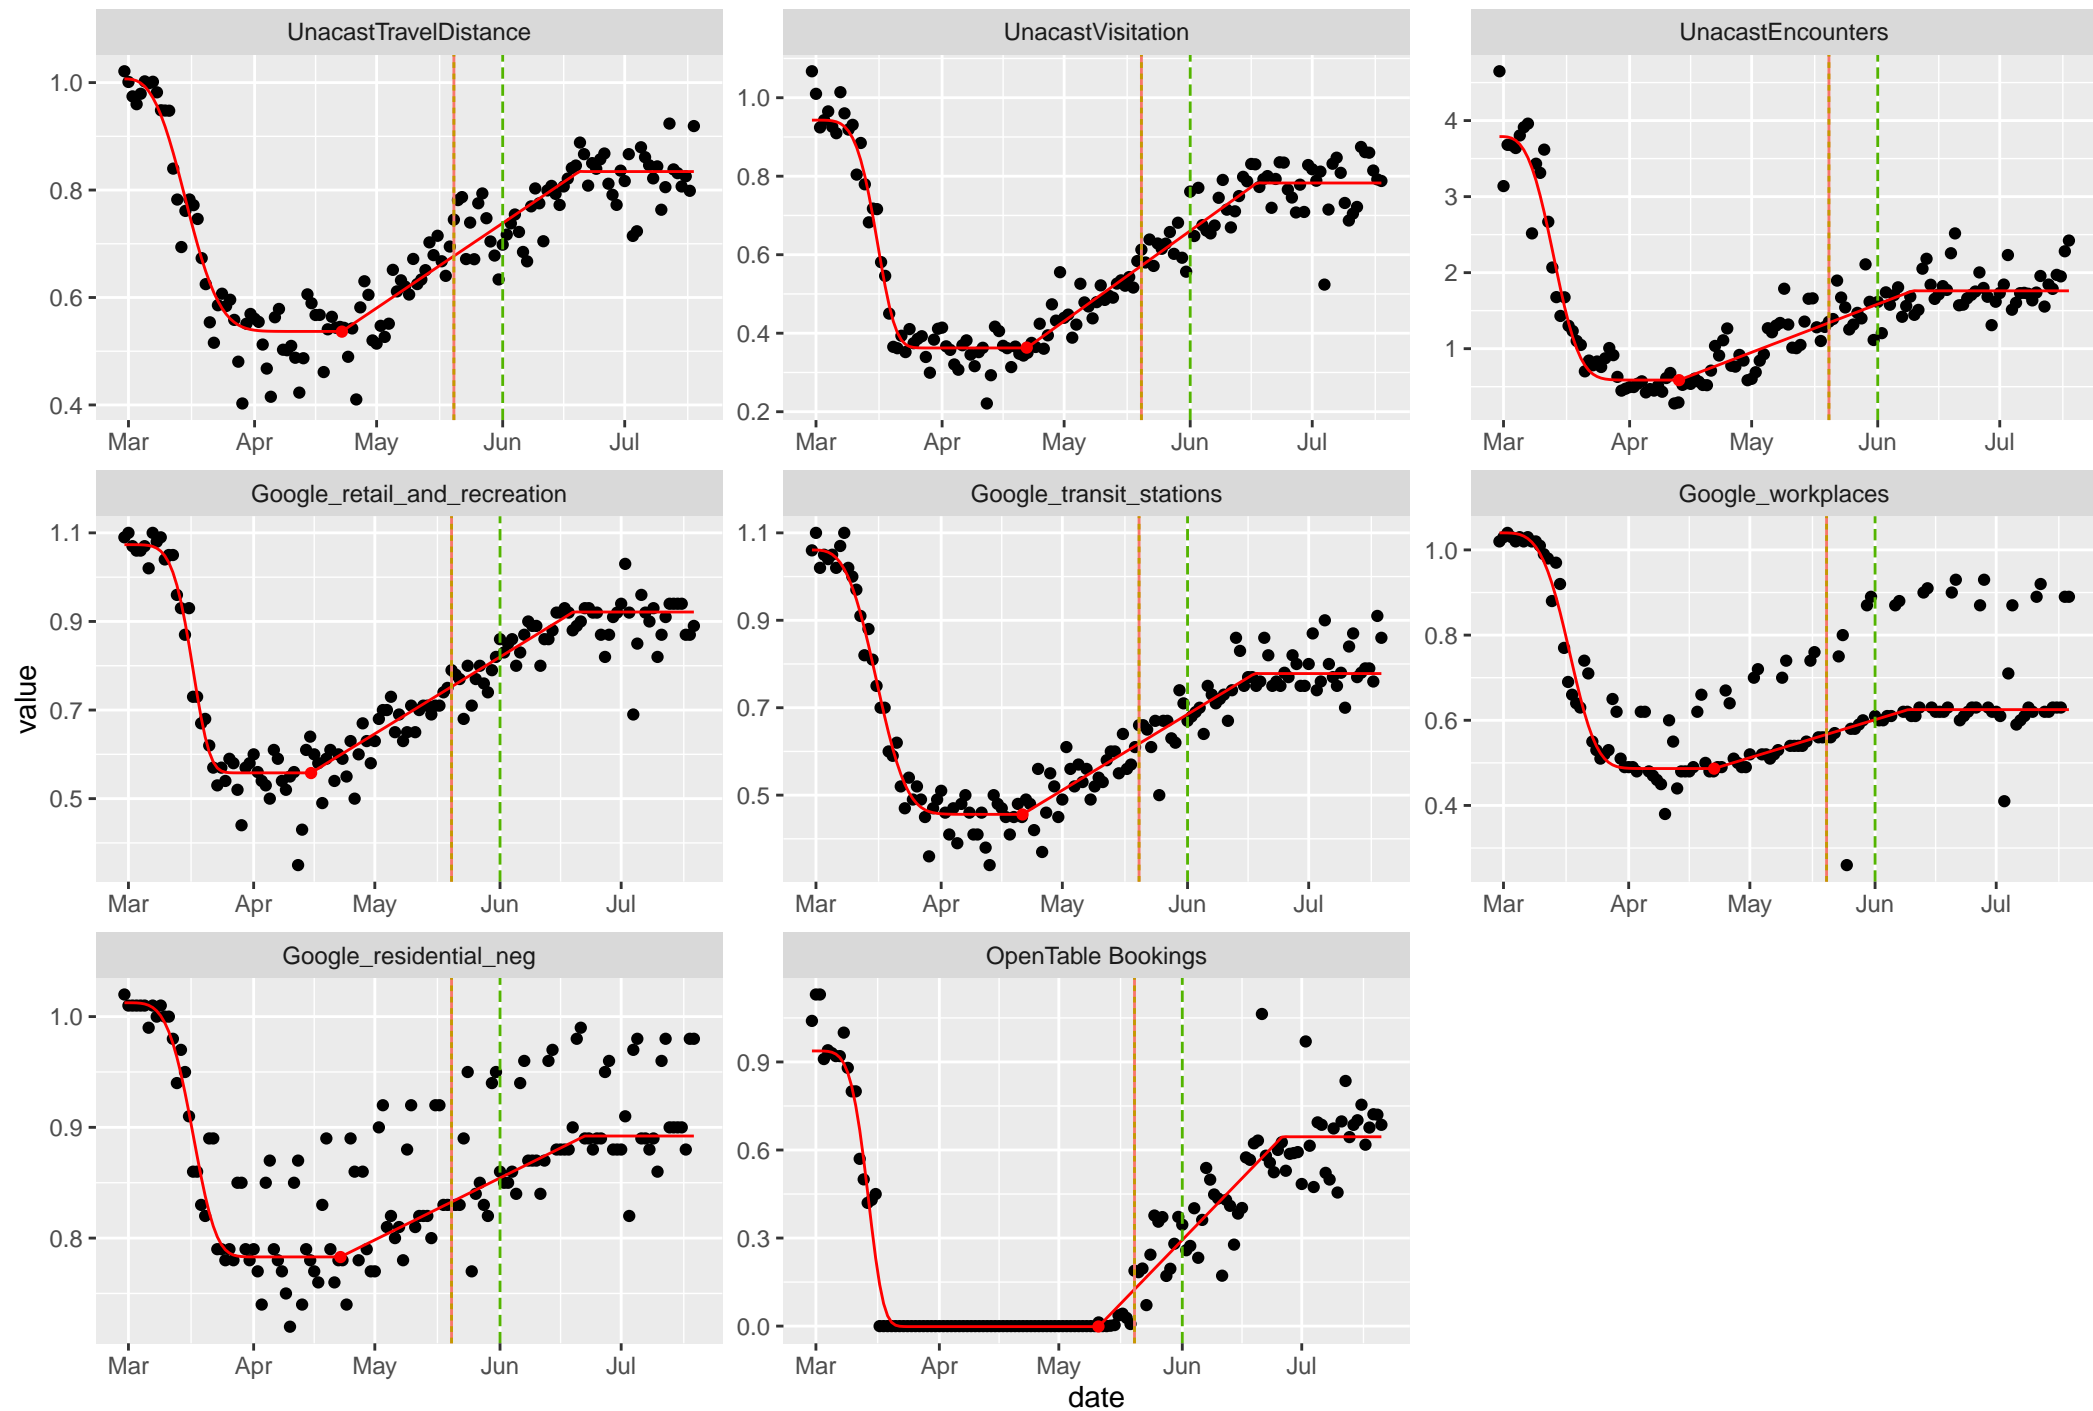 UnacastTravelDistance
UnacastVisitation
UnacastEncounters
1.0
0.8
0.6
0.4
1.0
0.8
0.6
0.4
0.2
4
3
2
1
Mar Apr May Jun Jul
Mar Apr May Jun Jul
Mar Apr May Jun Jul
Google_retail_and_recreation
Google_transit_stations
Google_workplaces
value
1.1
0.9
0.7
0.5
1.1
0.9
0.7
0.5
1.0
0.8
0.6
0.4
Mar Apr May Jun Jul
Mar Apr May Jun Jul
Mar Apr May Jun Jul
Google_residential_neg
OpenTable Bookings
1.0
0.9
0.8
0.9
0.6
0.3
0.0
Mar Apr May Jun Jul
Mar Apr May Jun Jul
date